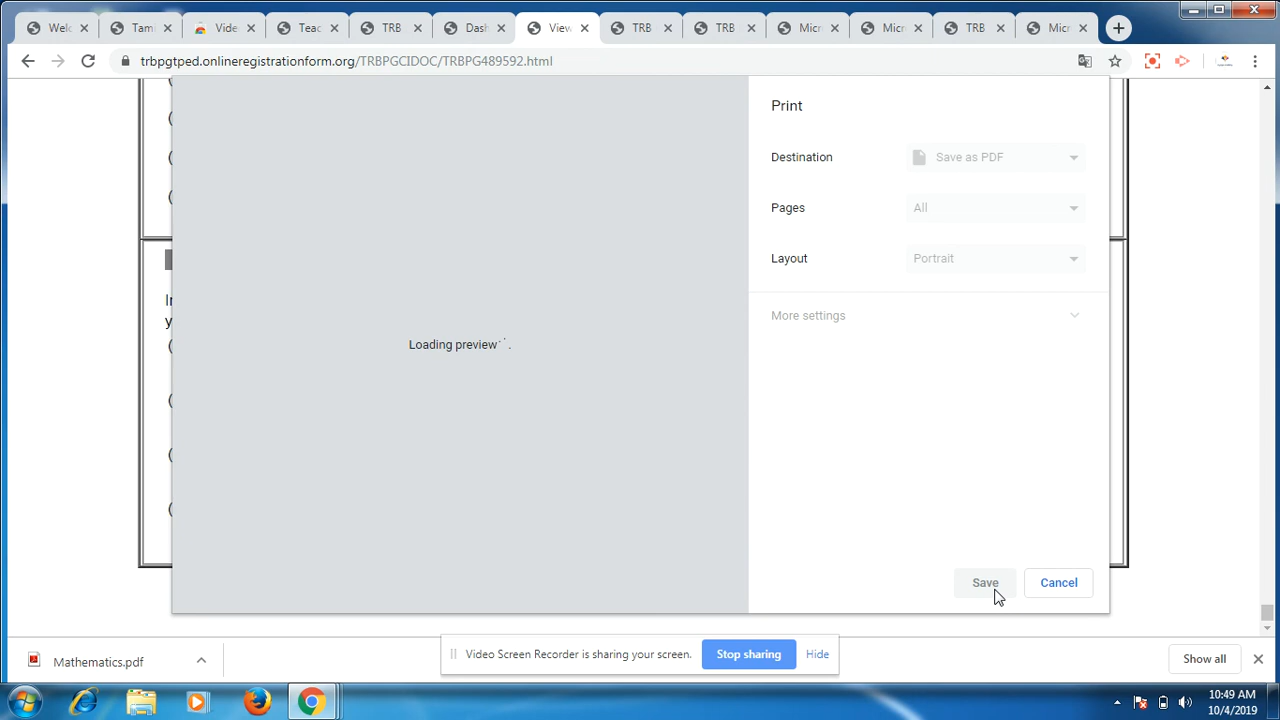 Wel
Tam
Vide
Teac
TRB
Das
View
TRB
TRB
Micr
Micr
TRB
Micr
trbpgtped.onlineregistrationform.org/TRBPGCIDOC/TRBPG489592.html
Print
Destination
Save as PDF
Pages
All
Layout
Portrait
More settings
Loading preview
Save
Cancel
Video Screen Recorder is sharing your screen.
Stop sharing
Hide
Mathematics.pdf
Show all
10:49 AM
10/4/2019